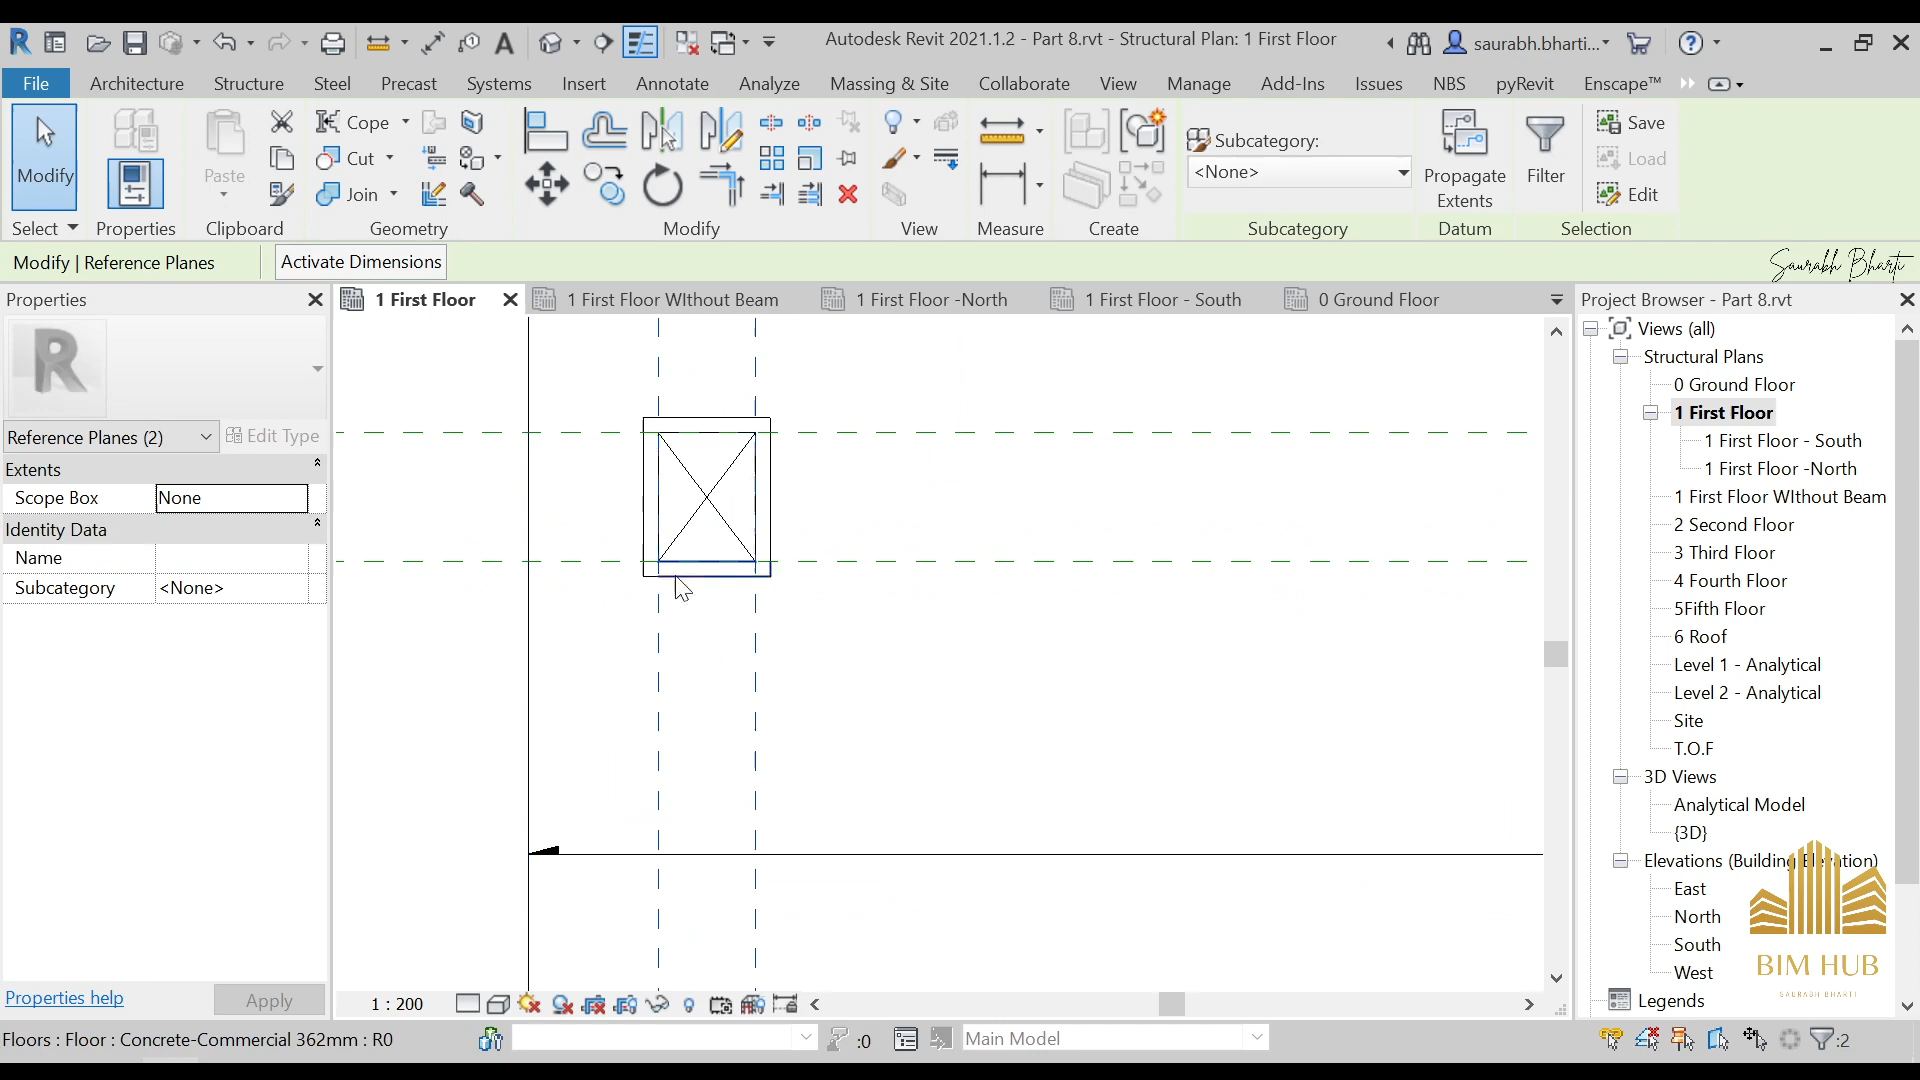 Autodesk Revit 2021.1.2 - Part 8.rvt - Structural Plan: 1 First Floor
saurabh.bharti...
File Architecture Structure Steel Precast Systems Insert Annotate Analyze Massing & Site Collaborate View Manage Add-Ins Issues NBS pyRevit Enscape™
Modify
Paste
Cope
Cut
Join
Subcategory:
<None>
Propagate
Extents
Filter
Save
Load
Edit
Select Properties Clipboard Geometry Modify View Measure Create Subcategory Datum Selection
Modify | Reference Planes Activate Dimensions
Saurabh Bharti
Properties
1 First Floor 1 First Floor WIthout Beam 1 First Floor -North 1 First Floor - South 0 Ground Floor
Project Browser - Part 8.rvt
R
Reference Planes (2) Edit Type
Extents
Scope Box None
Identity Data
Name
Subcategory <None>
Properties help Apply
Views (all)
Structural Plans
0 Ground Floor
1 First Floor
1 First Floor - South
1 First Floor -North
1 First Floor WIthout Beam
2 Second Floor
3 Third Floor
4 Fourth Floor
5Fifth Floor
6 Roof
Level 1 - Analytical
Level 2 - Analytical
Site
T.O.F
3D Views
Analytical Model
{3D}
Elevations (Building Elevation)
East
North
South
West
Legends
BIM HUB
SAURABH BHARTI
1 : 200
Floors : Floor : Concrete-Commercial 362mm : R0
:0
Main Model
:2